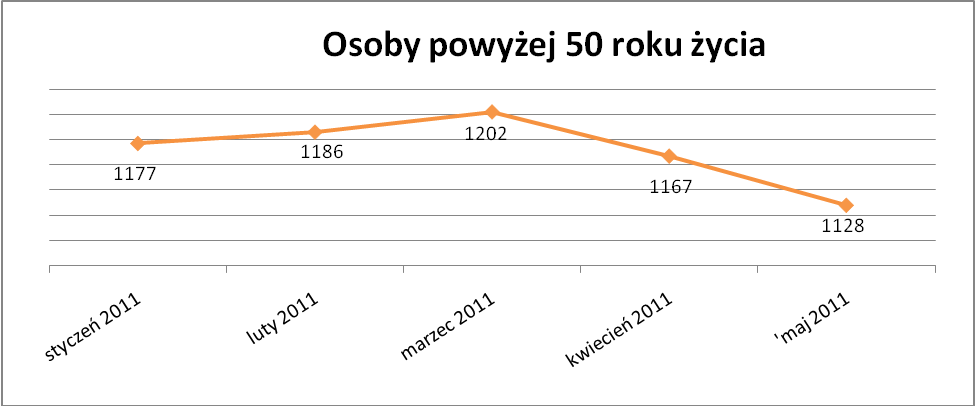 Osoby powyżej 50 roku życia
1177
1186
1202
1167
1128
styczeń 2011
luty 2011
marzec 2011
kwiecień 2011
'maj 2011